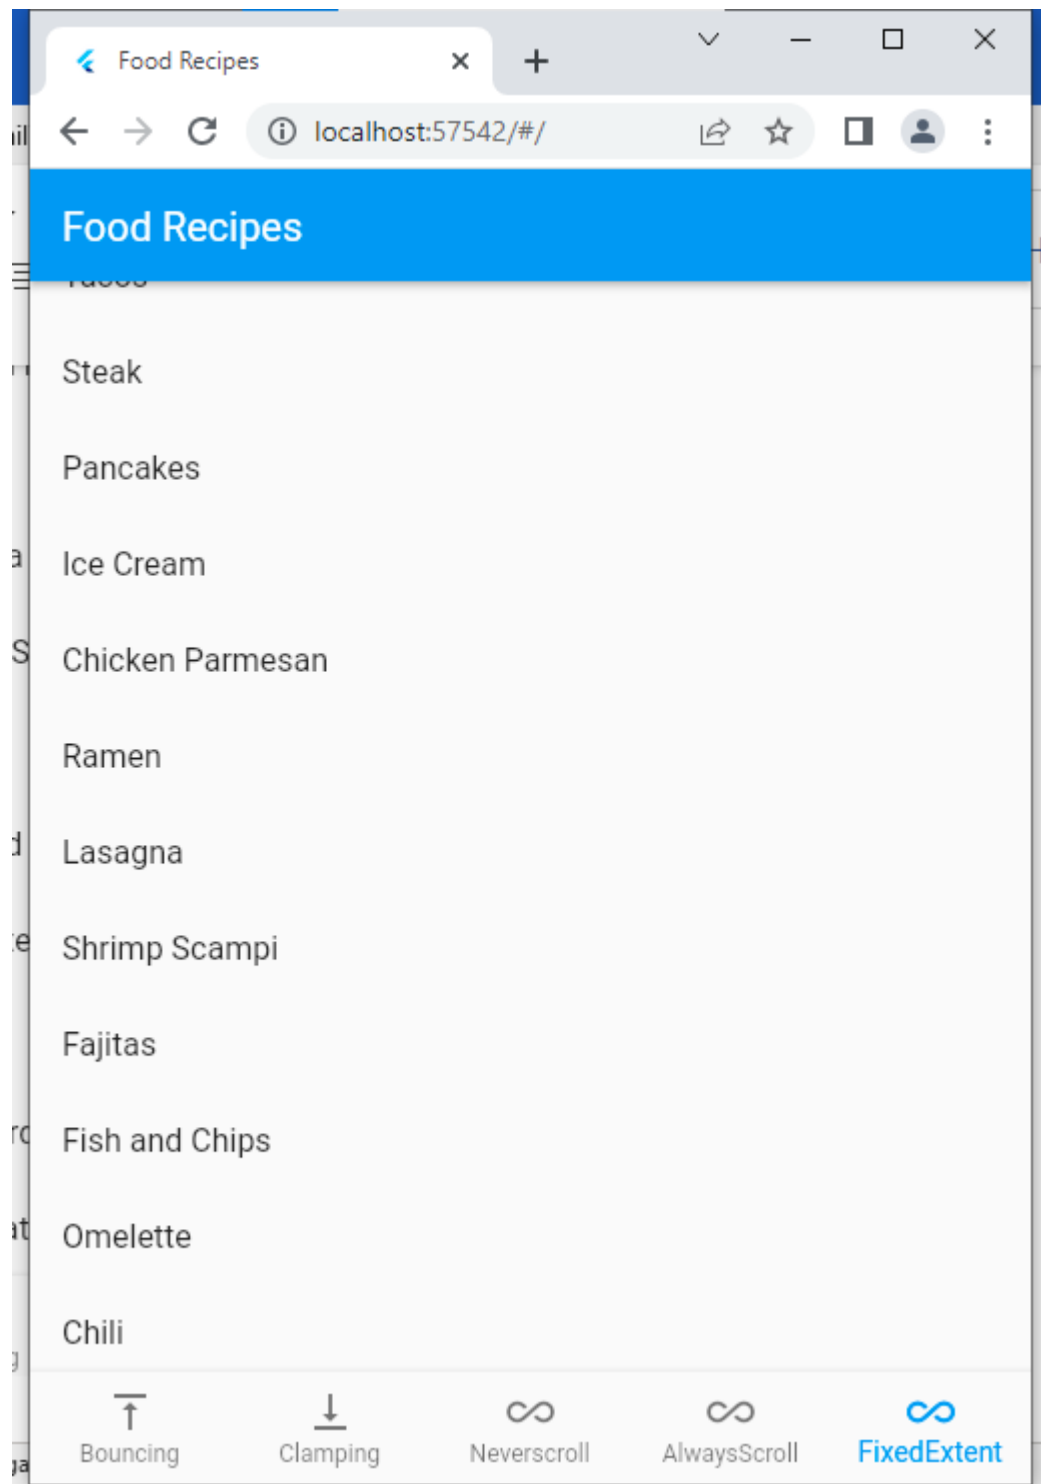 Food Recipes
localhost:57542/#/
Food Recipes
Tacos
Steak
Pancakes
Ice Cream
Chicken Parmesan
Ramen
Lasagna
Shrimp Scampi
Fajitas
Fish and Chips
Omelette
Chili
Bouncing Clamping Neverscroll AlwaysScroll FixedExtent